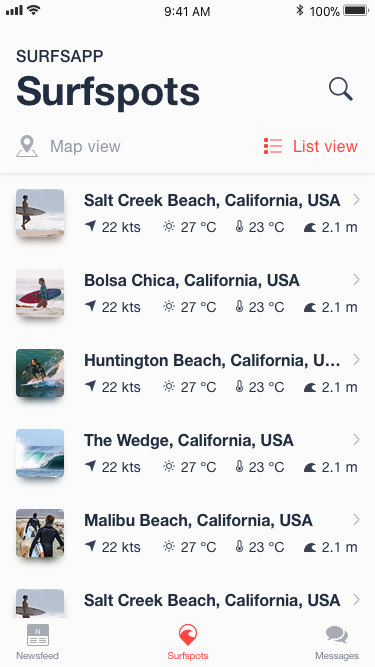 9:41 AM
100%
SURFSAPP
Surfspots
Map view
List view
Salt Creek Beach, California, USA
22 kts 27 °C 23 °C 2.1 m
Bolsa Chica, California, USA
22 kts 27 °C 23 °C 2.1 m
Huntington Beach, California, U...
22 kts 27 °C 23 °C 2.1 m
The Wedge, California, USA
22 kts 27 °C 23 °C 2.1 m
Malibu Beach, California, USA
22 kts 27 °C 23 °C 2.1 m
Salt Creek Beach, California, USA
N
Newsfeed
Surfspots
Messages